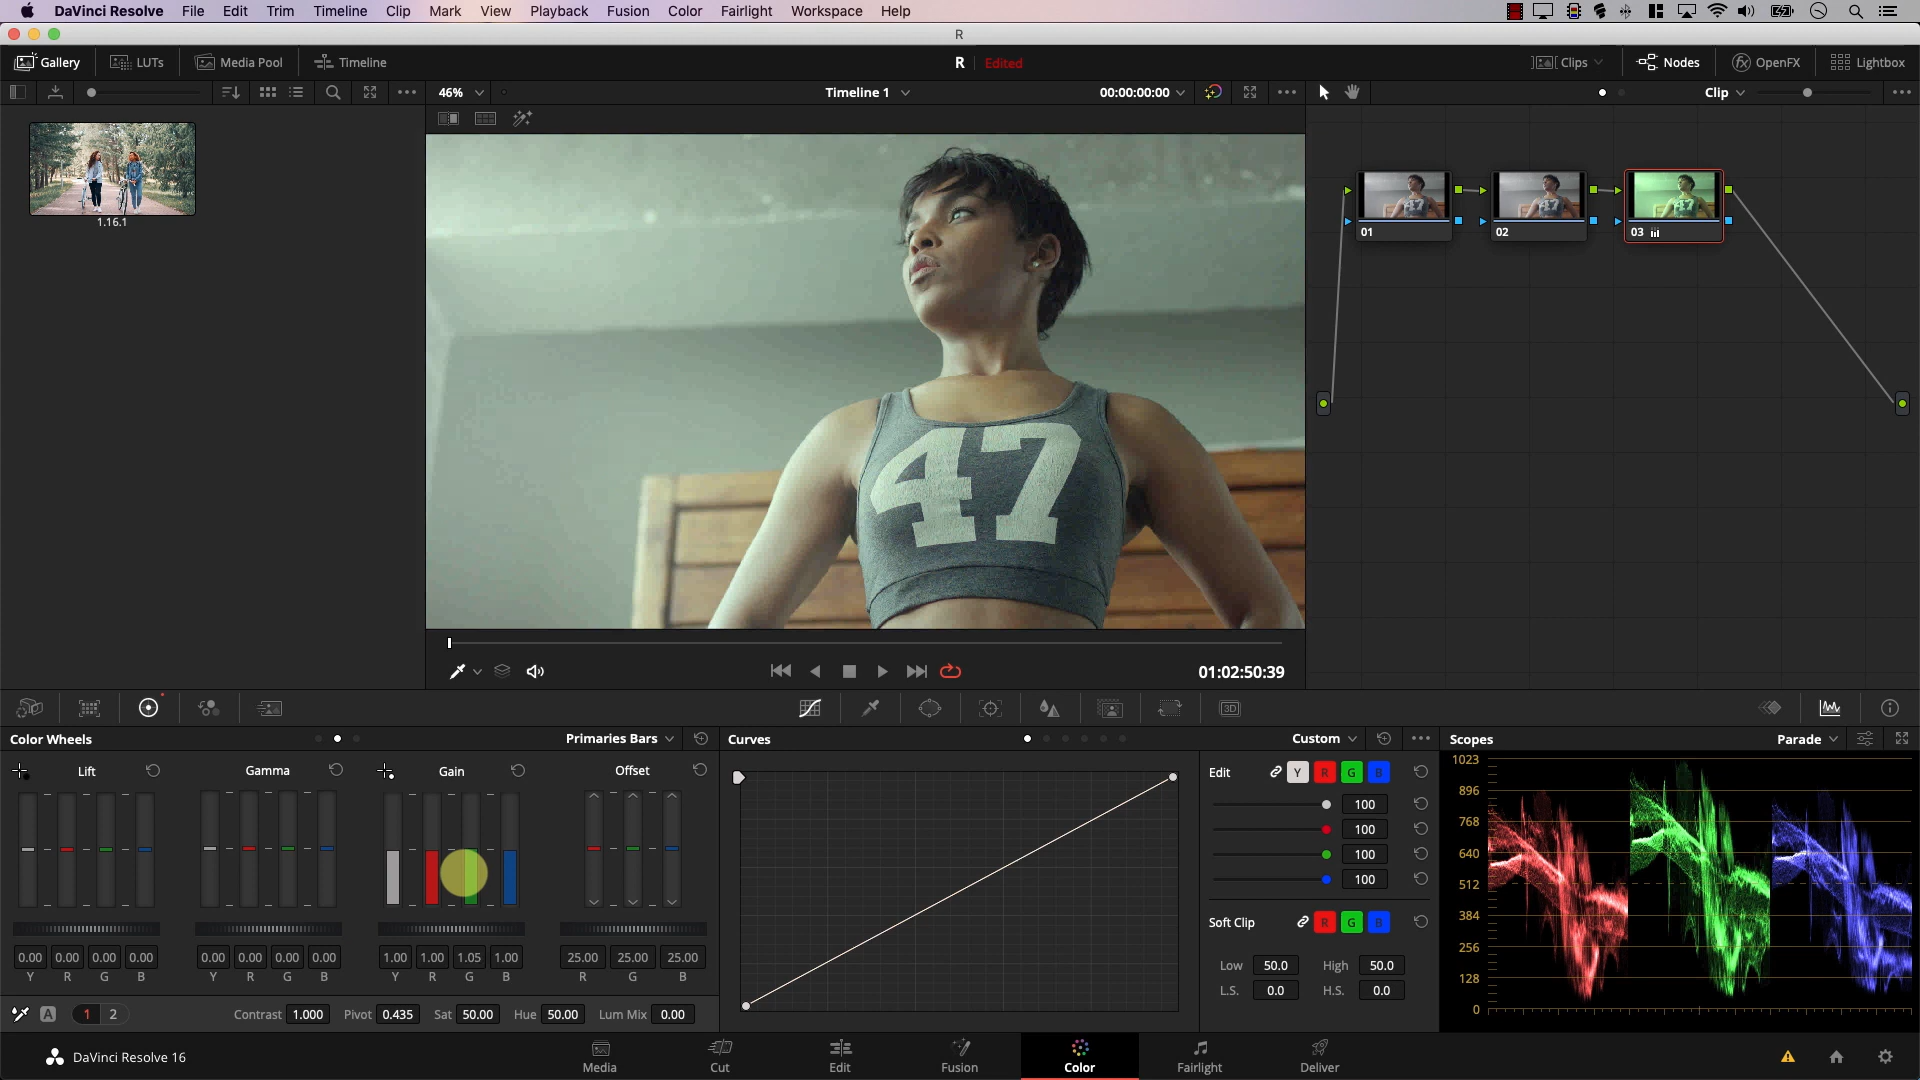 DaVinci Resolve File Edit Trim Timeline Clip Mark View Playback Fusion Color Fairlight Workspace Help
R
Gallery LUTs Media Pool Timeline R Edited Clips Nodes OpenFX Lightbox
46% Timeline 1 00:00:00:00 Clip
1.16.1
47
01 02 03
01:02:50:39
3D
Color Wheels Primaries Bars Curves Custom Scopes Parade
Lift Gamma Gain Offset
Edit Y R G B
100
100
100
100
Soft Clip R G B
Low 50.0 High 50.0
L.S. 0.0 H.S. 0.0
1023
896
768
640
512
384
256
128
0
0.00 0.00 0.00 0.00 0.00 0.00 0.00 0.00 1.00 1.00 1.05 1.00 25.00 25.00 25.00
Y R G B Y R G B Y R G B R G B
A 1 2 Contrast 1.000 Pivot 0.435 Sat 50.00 Hue 50.00 Lum Mix 0.00
DaVinci Resolve 16 Media Cut Edit Fusion Color Fairlight Deliver